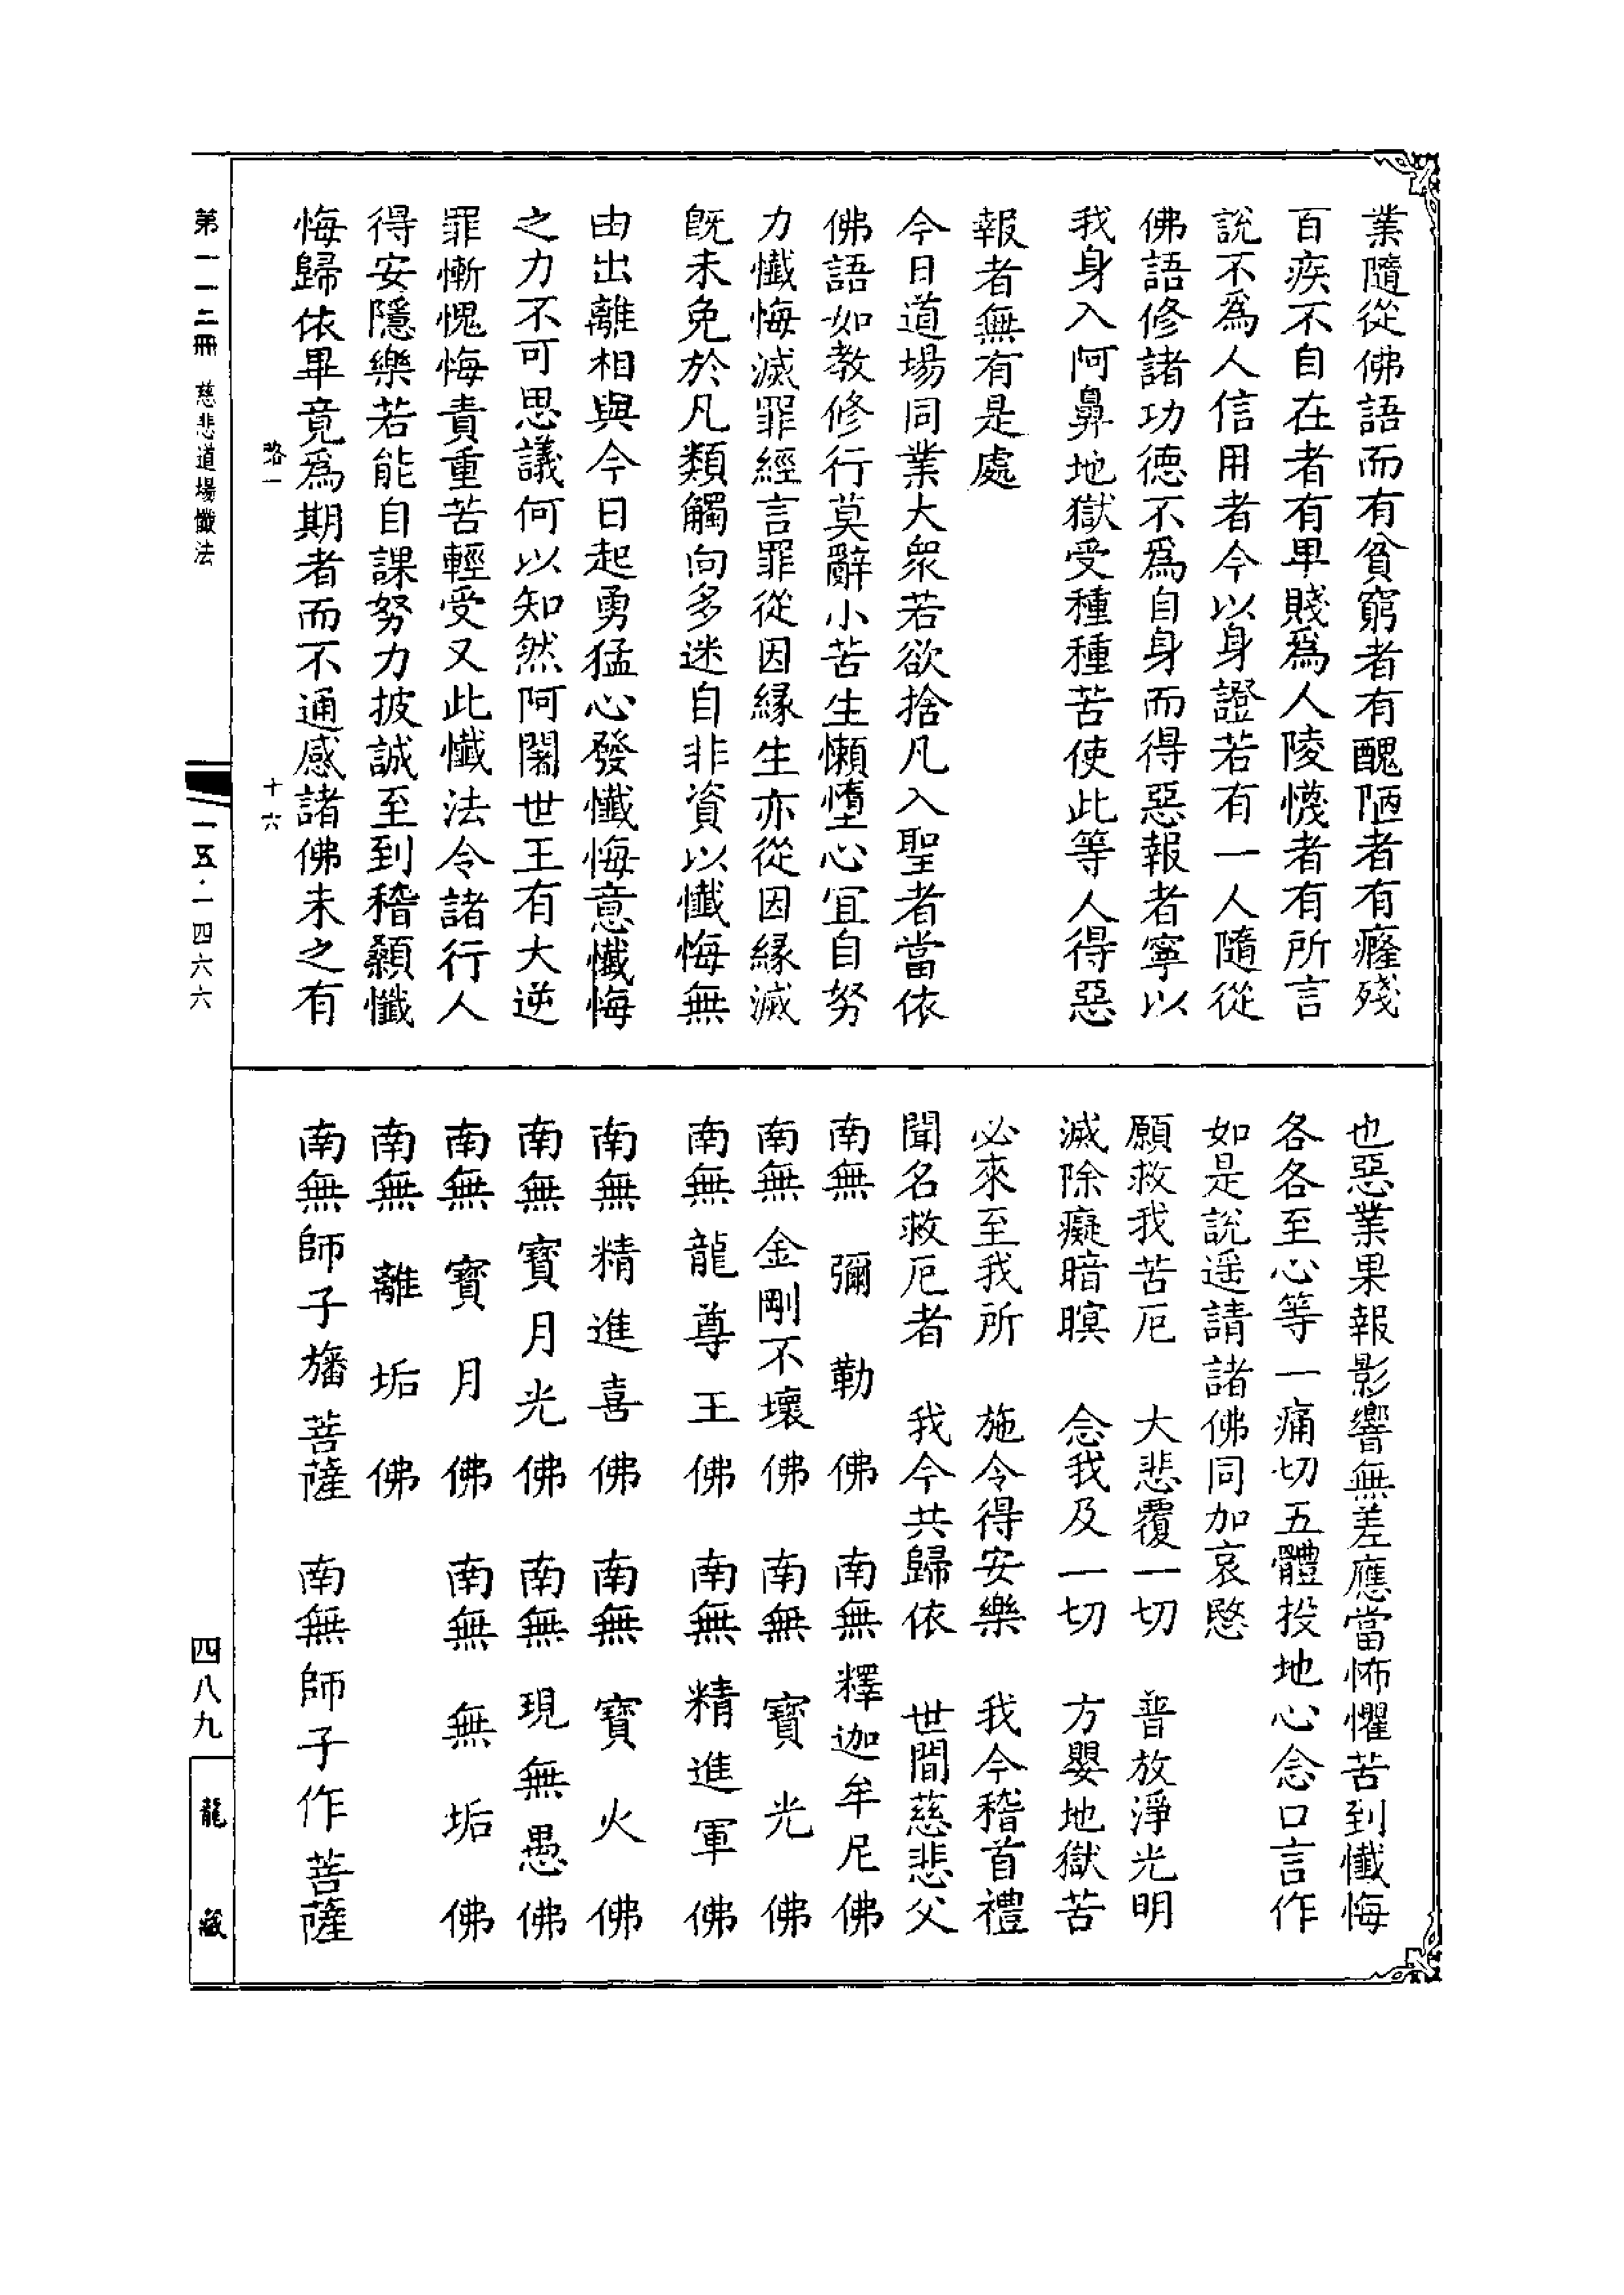 業隨從佛語而有貧窮者有醜陋者有癃殘
百疾不自在者有卑賤爲人陵懱者有所言
說不爲人信用者今以身證若有一人隨從
佛語修諸功德不爲自身而得惡報者寧以
我身入阿鼻地獄受種種苦使此等人得惡
報者無有是處
今日道場同業大眾若欲捨凡入聖者當依
佛語如教修行莫辭小苦生懶墮心宜自努
力懺悔滅罪經言罪從因緣生亦從因緣滅
既未免於凡類觸向多迷自非資以懺悔無
由出離相與今日起勇猛心發懺悔意懺悔
之力不可思議何以知然阿闍世王有大逆
罪慚愧悔責重苦輕受又此懺法令諸行人
得安隱樂若能自課努力披誠至到稽顙懺
悔歸依畢竟爲期者而不通感諸佛未之有
略一 十六
也惡業果報影響無差應當怖懼苦到懺悔
各各至心等一痛切五體投地心念口言作
如是說遥請諸佛同加哀愍
願救我苦厄 大悲覆一切 普放淨光明
滅除癡暗瞑 念我及一切 方嬰地獄苦
必來至我所 施令得安樂 我今稽首禮
聞名救厄者 我今共歸依 世間慈悲父
南無彌勒佛 南無釋迦牟尼佛
南無金剛不壞佛 南無寶光佛
南無龍尊王佛 南無精進軍佛
南無精進喜佛 南無寶火佛
南無寶月光佛 南無現無愚佛
南無寶月佛 南無無垢佛
南無離垢佛
南無師子旛菩薩 南無師子作菩薩
第一一二冊 慈悲道場懺法
一五·一四六六
四八九
龍藏